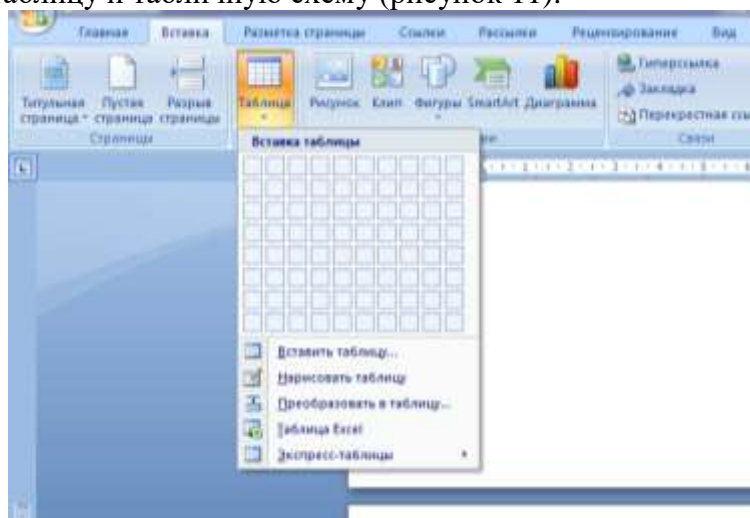 таблицу и табличную схему (рисунок 11).
Главная Вставка Разметка страницы Ссылки Рассылки Рецензирование Вид
Титульная страница Пустая страница Разрыв страницы Таблица Рисунок Клип Фигуры SmartArt Диаграмма
Гиперссылка
Закладка
Перекрестная
Страницы Связи
Вставка таблицы
Вставить таблицу...
Нарисовать таблицу
Преобразовать в таблицу...
Таблица Excel
Экспресс-таблицы